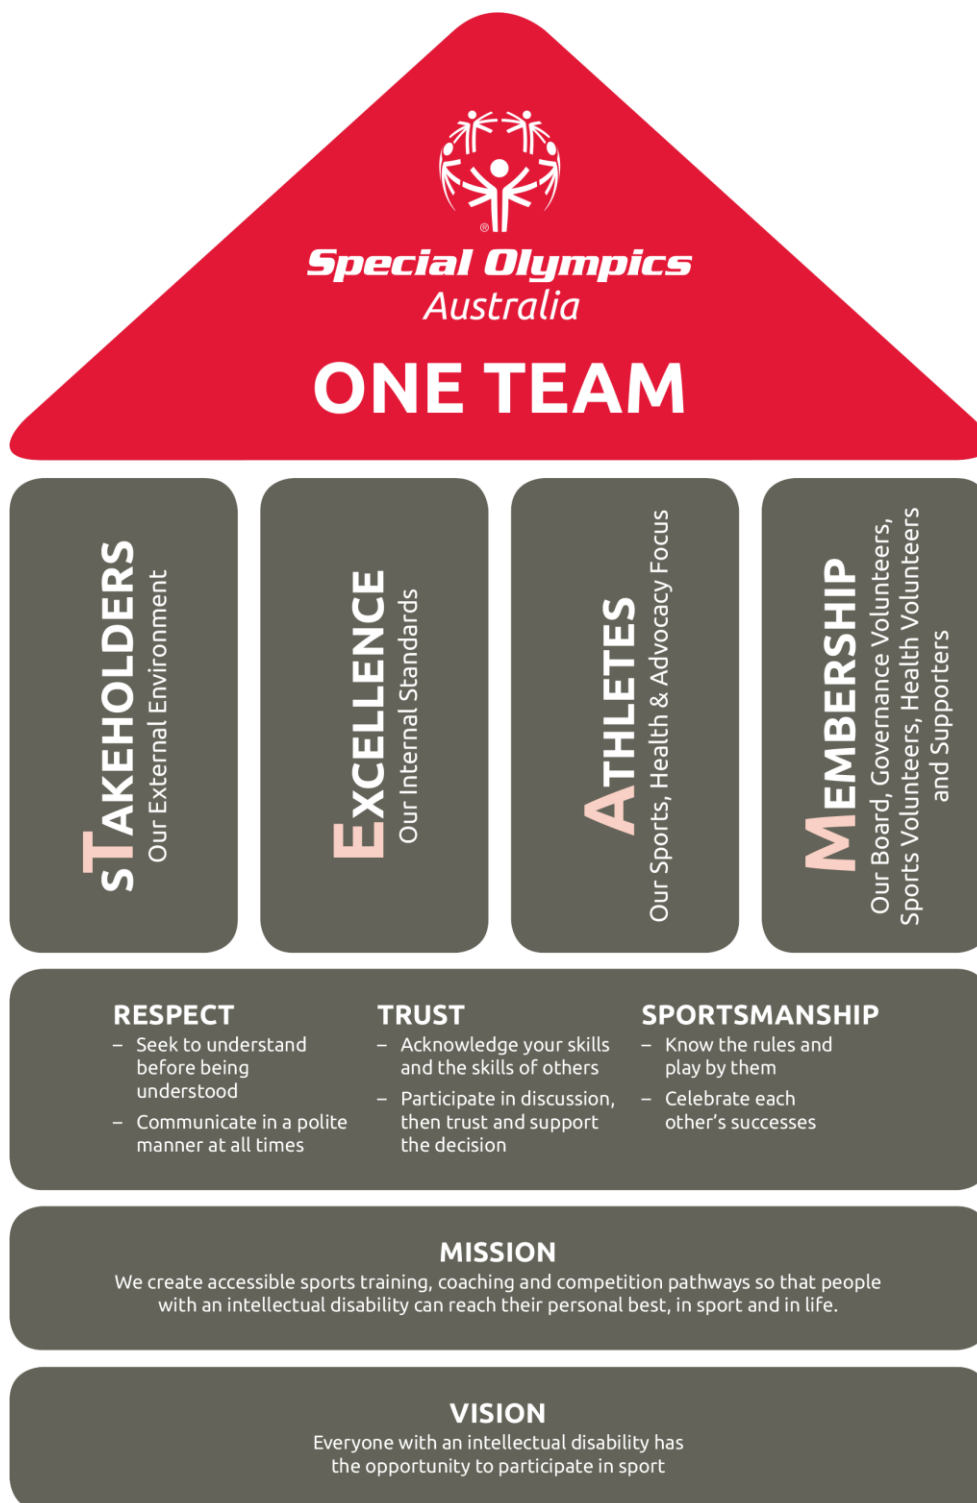 ®
Special Olympics
Australia
ONE TEAM
sTAKEHOLDERS
Our External Environment
EXCELLENCE
Our Internal Standards
ATHLETES
Our Sports, Health & Advocacy Focus
MEMBERSHIP
Our Board, Governance Volunteers,
Sports Volunteers, Health Volunteers
and Supporters
RESPECT
– Seek to understand
before being
understood
– Communicate in a polite
manner at all times
TRUST
– Acknowledge your skills
and the skills of others
– Participate in discussion,
then trust and support
the decision
SPORTSMANSHIP
– Know the rules and
play by them
– Celebrate each
other’s successes
MISSION
We create accessible sports training, coaching and competition pathways so that people
with an intellectual disability can reach their personal best, in sport and in life.
VISION
Everyone with an intellectual disability has
the opportunity to participate in sport